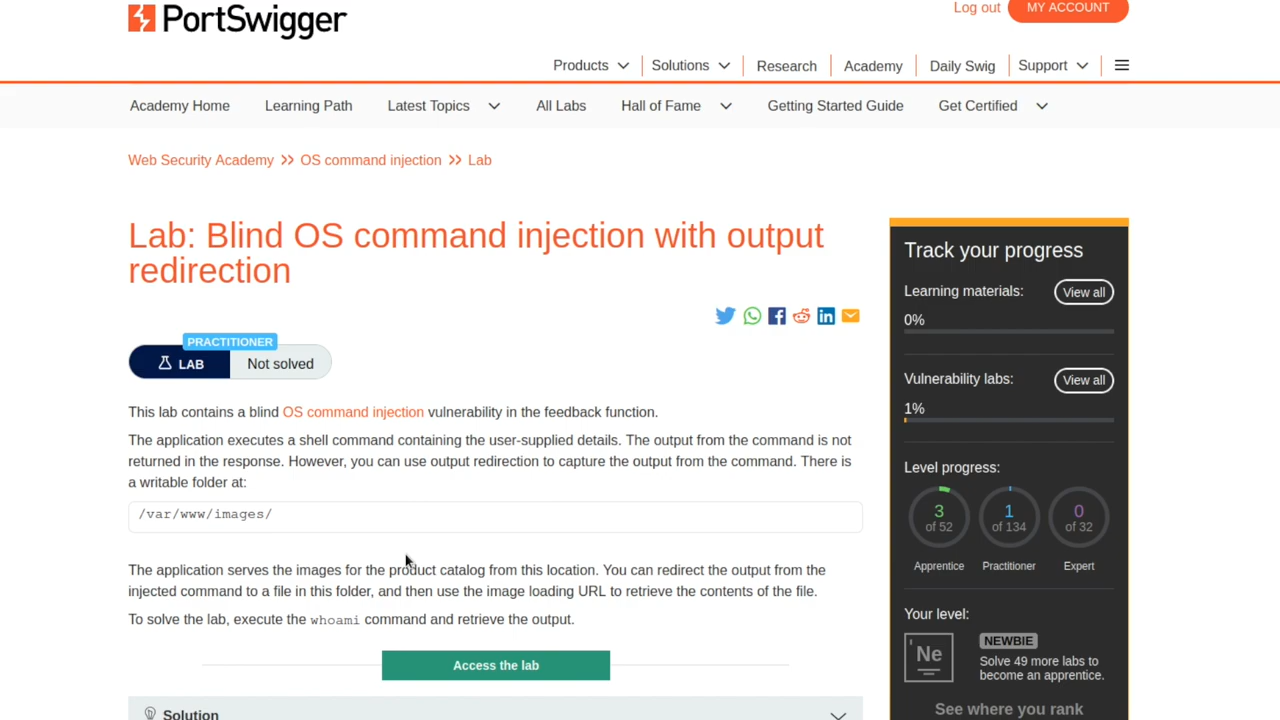 PortSwigger
Log out
MY ACCOUNT
Products
Solutions
Research
Academy
Daily Swig
Support
Academy Home
Learning Path
Latest Topics
All Labs
Hall of Fame
Getting Started Guide
Get Certified
Web Security Academy
OS command injection
Lab
Lab: Blind OS command injection with output
redirection
PRACTITIONER
LAB
Not solved
This lab contains a blind OS command injection vulnerability in the feedback function.
The application executes a shell command containing the user-supplied details. The output from the command is not
returned in the response. However, you can use output redirection to capture the output from the command. There is
a writable folder at:
/var/www/images/
The application serves the images for the product catalog from this location. You can redirect the output from the
injected command to a file in this folder, and then use the image loading URL to retrieve the contents of the file.
To solve the lab, execute the whoami command and retrieve the output.
Access the lab
Solution
Track your progress
Learning materials:
View all
0%
Vulnerability labs:
View all
1%
Level progress:
3
of 52
1
of 134
0
of 32
Apprentice
Practitioner
Expert
Your level:
Ne
NEWBIE
Solve 49 more labs to
become an apprentice.
See where you rank